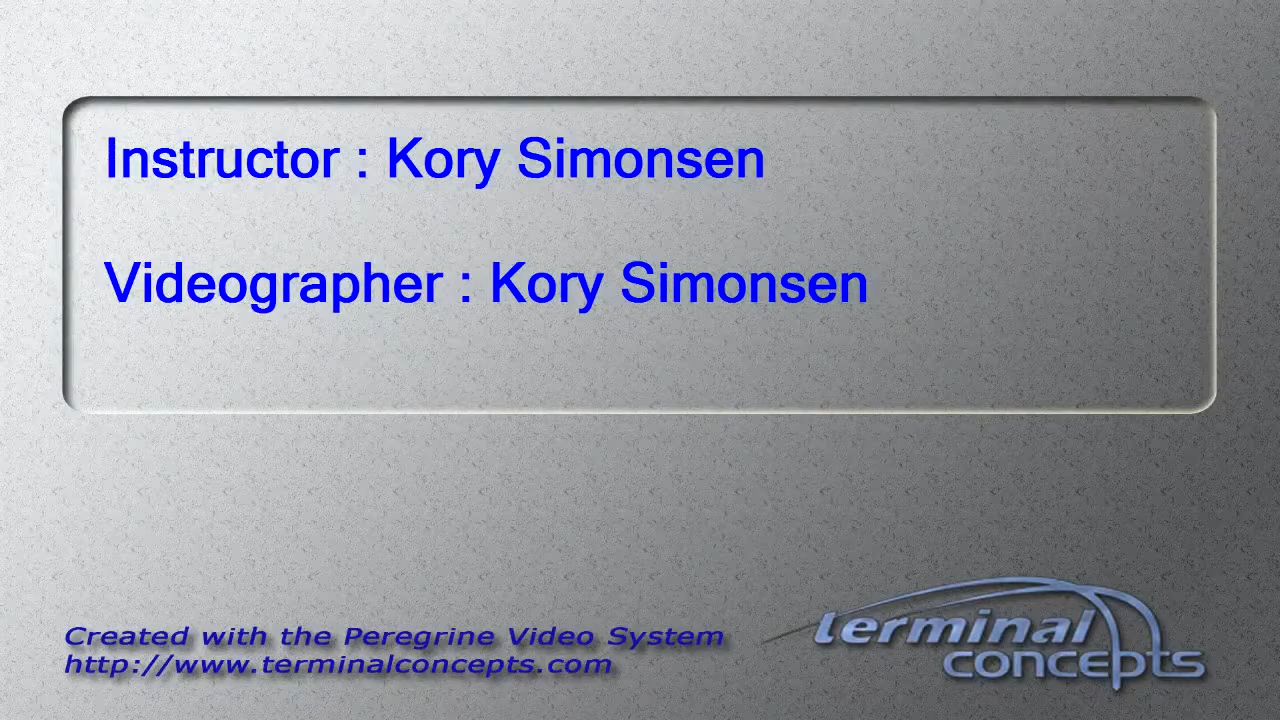 Instructor : Kory Simonsen
Videographer : Kory Simonsen
Created with the Peregrine Video System
http://www.terminalconcepts.com
terminal
concepts